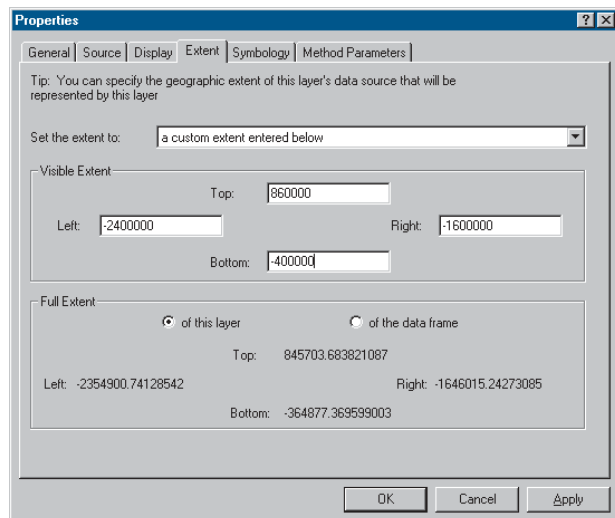 Properties
General Source Display Extent Symbology Method Parameters
Tip: You can specify the geographic extent of this layer's data source that will be
represented by this layer
Set the extent to: a custom extent entered below
Visible Extent
Top: 860000
Left: -2400000 Right: -1600000
Bottom: -400000
Full Extent
of this layer of the data frame
Top: 845703.683821087
Left: -2354900.74128542 Right: -1646015.24273085
Bottom: -364877.369599003
OK Cancel Apply